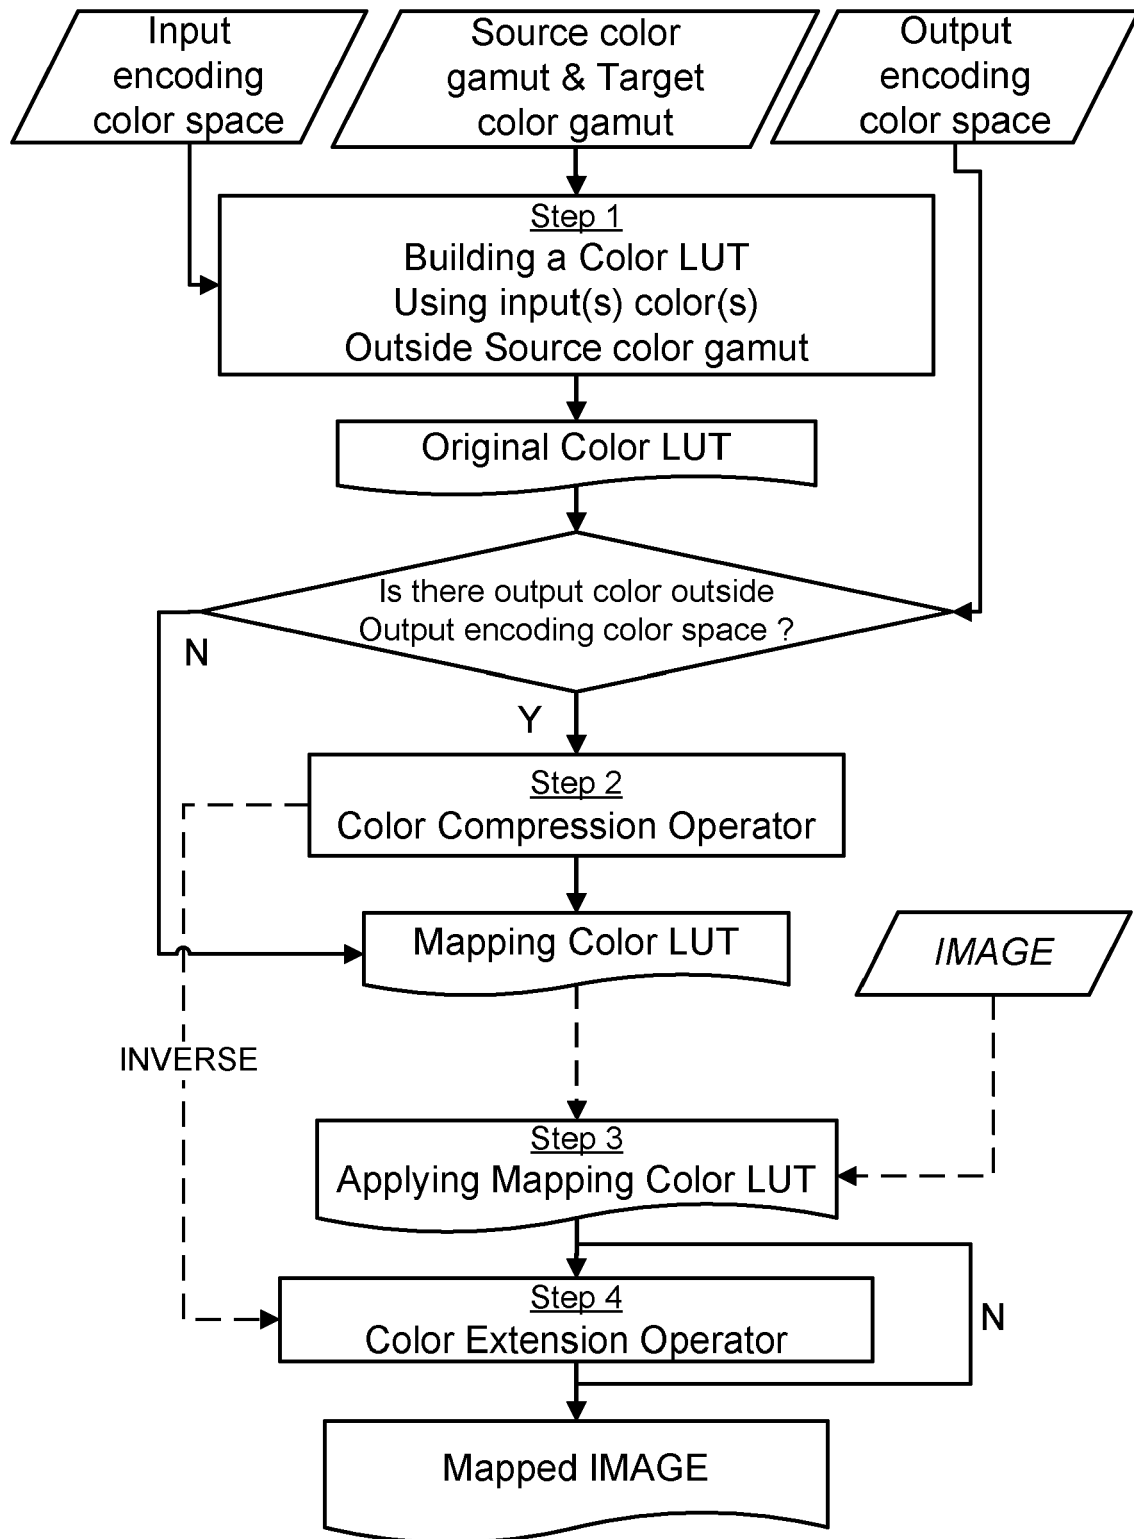 Input
encoding
color space
Source color
gamut & Target
color gamut
Output
encoding
color space
Step 1
Building a Color LUT
Using input(s) color(s)
Outside Source color gamut
Original Color LUT
Is there output color outside
Output encoding color space ?
N
Y
Step 2
Color Compression Operator
Mapping Color LUT
IMAGE
INVERSE
Step 3
Applying Mapping Color LUT
Step 4
Color Extension Operator
N
Mapped IMAGE